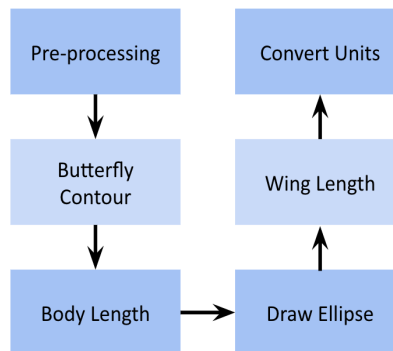 Pre-processing
Butterfly
Contour
Body Length
Draw Ellipse
Wing Length
Convert Units